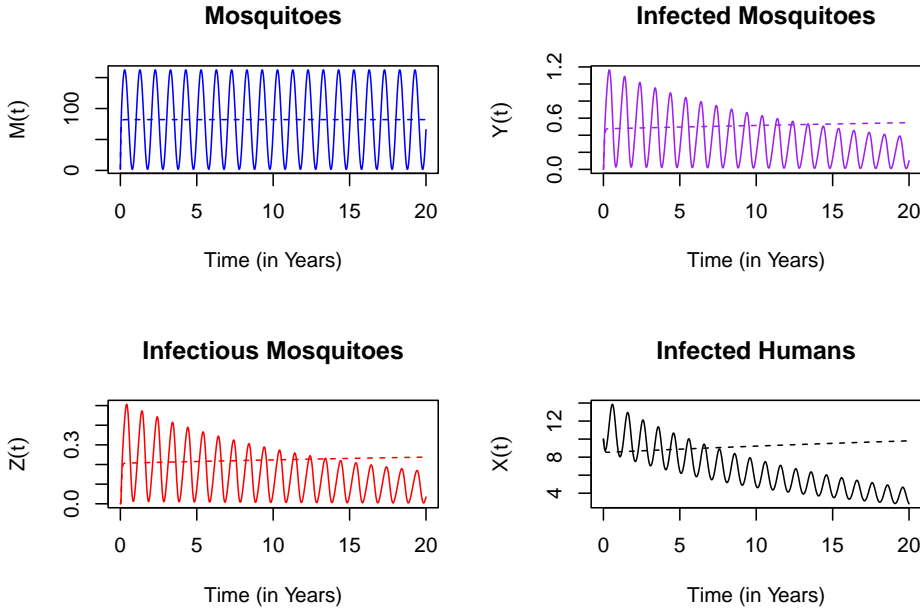 Mosquitoes
M(t)
0 100
0 5 10 15 20
Time (in Years)
Infected Mosquitoes
Y(t)
0.0 0.6 1.2
0 5 10 15 20
Time (in Years)
Infectious Mosquitoes
Z(t)
0.0 0.3
0 5 10 15 20
Time (in Years)
Infected Humans
X(t)
4 8 12
0 5 10 15 20
Time (in Years)